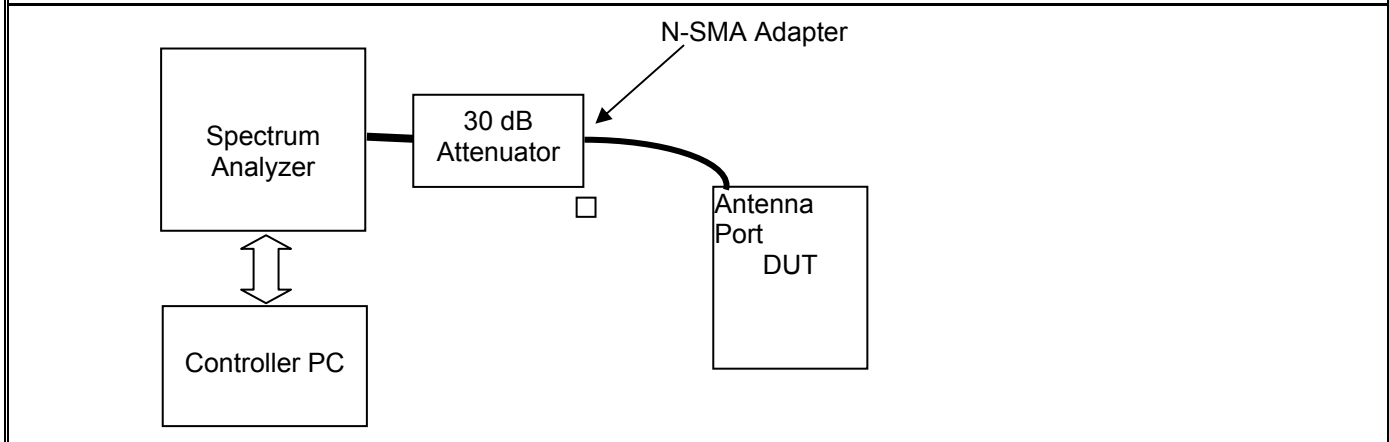 N-SMA Adapter
Spectrum
Analyzer
30 dB
Attenuator
Antenna
Port
DUT
Controller PC